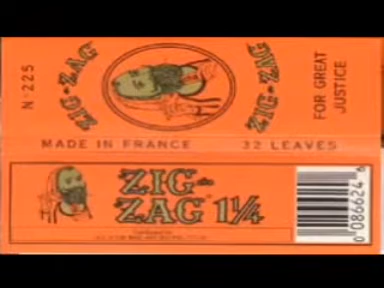 N° 225
ZIG-ZAG
ZIG-ZAG
FOR GREAT
JUSTICE
MADE IN FRANCE 32 LEAVES
ZIG-
ZAG 1¼
0 086624 6